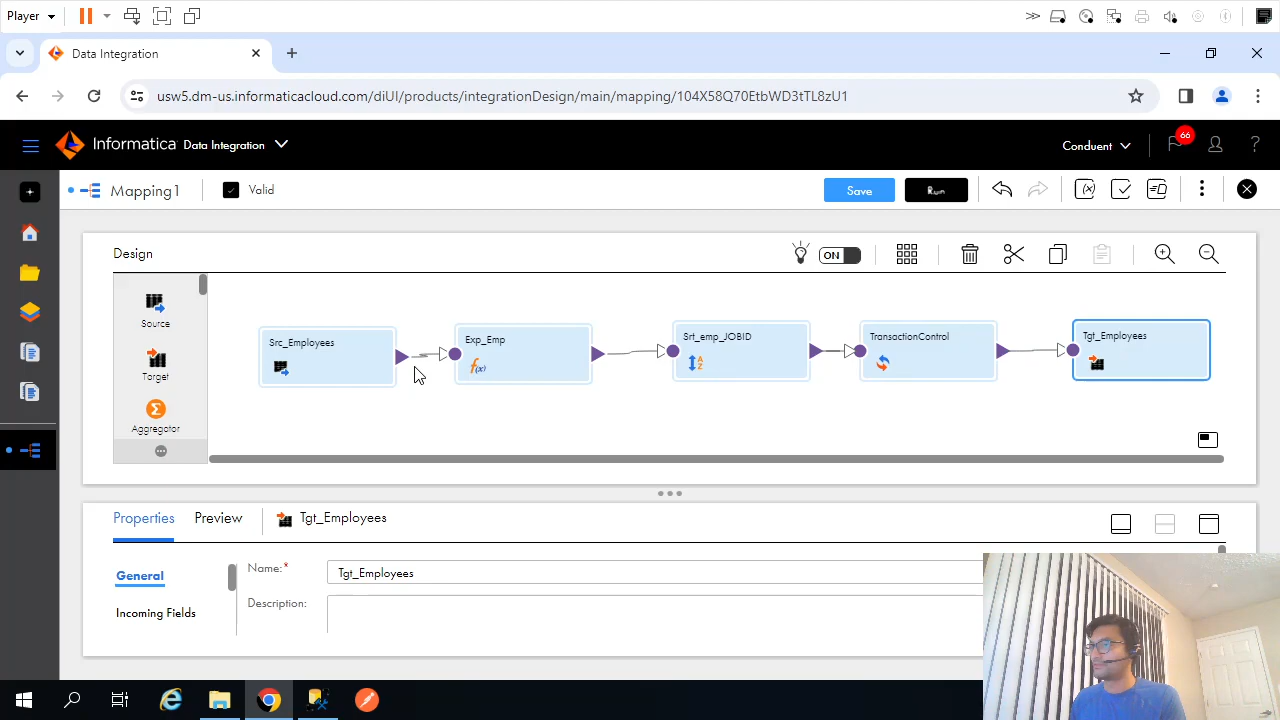 Player
Data Integration
usw5.dm-us.informaticacloud.com/diUI/products/integrationDesign/main/mapping/104X58Q70EtbWD3tTL8zU1
Informatica Data Integration
Conduent
66
Mapping1
Valid
Save
Run
Design
ON
Source
Target
Aggregator
Src_Employees
Exp_Emp
f(x)
Srt_emp_JOBID
TransactionControl
Tgt_Employees
Properties
Preview
Tgt_Employees
General
Incoming Fields
Name:*
Tgt_Employees
Description: